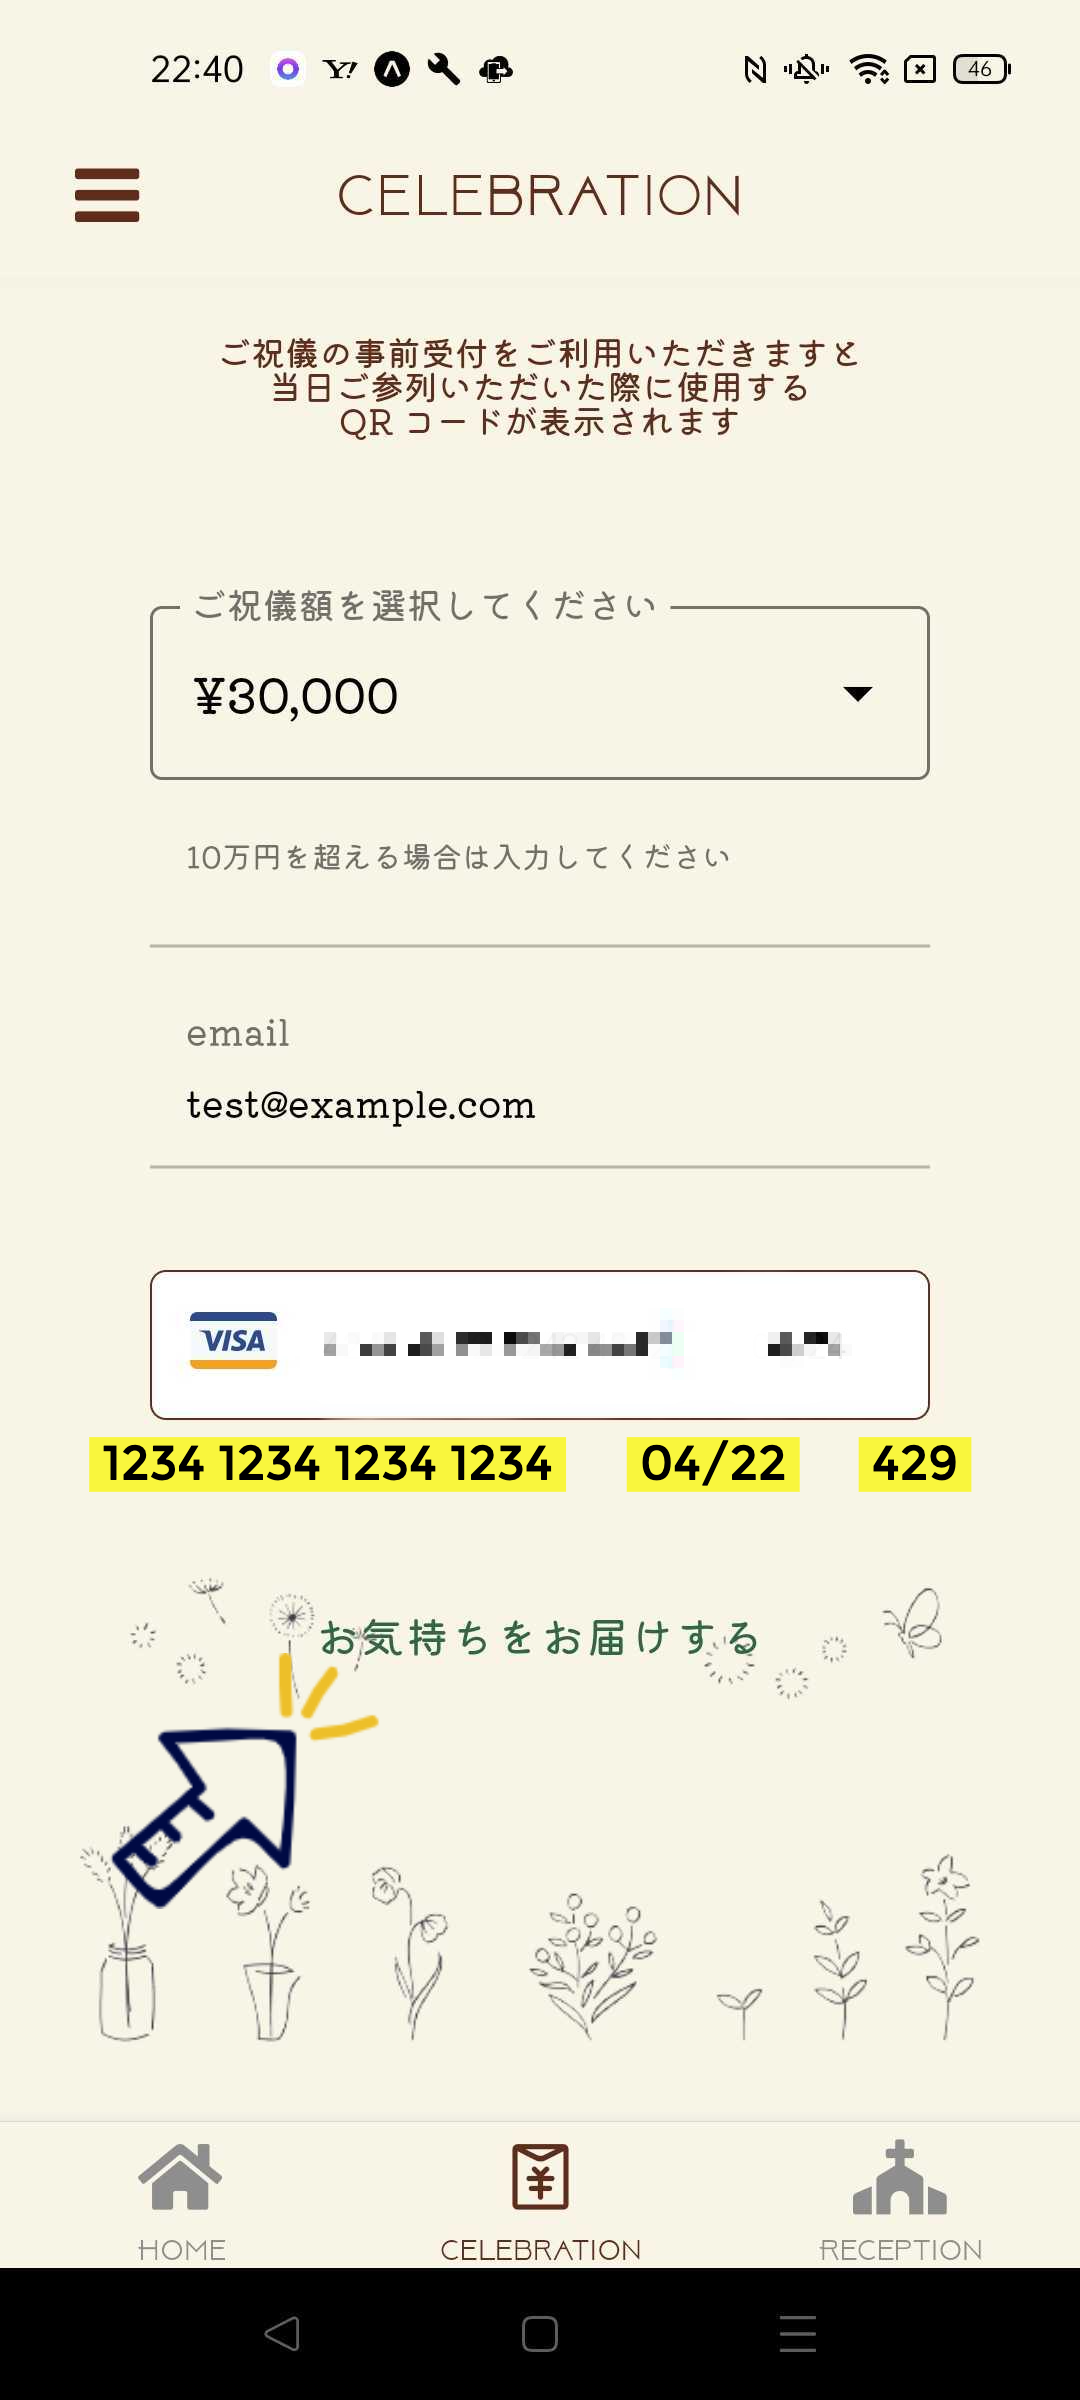 22:40
Y!
46
CELEBRATION
ご祝儀の事前受付をご利用いただきますと
当日ご参列いただいた際に使用する
QR コードが表示されます
ご祝儀額を選択してください
¥30,000
10万円を超える場合は入力してください
email
test@example.com
VISA
1234 1234 1234 1234 04/22 429
お気持ちをお届けする
HOME CELEBRATION RECEPTION